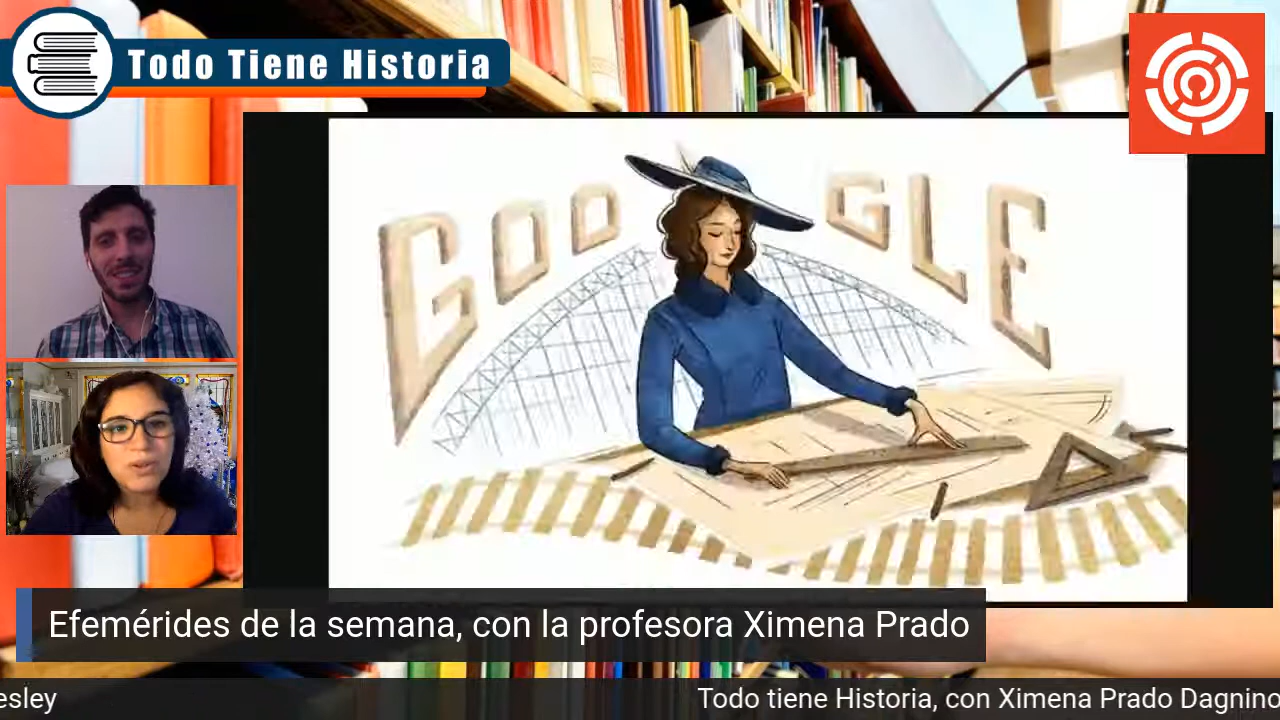 Todo Tiene Historia
GOOGLE
Efemérides de la semana, con la profesora Ximena Prado
esley
Todo tiene Historia, con Ximena Prado Dagnino